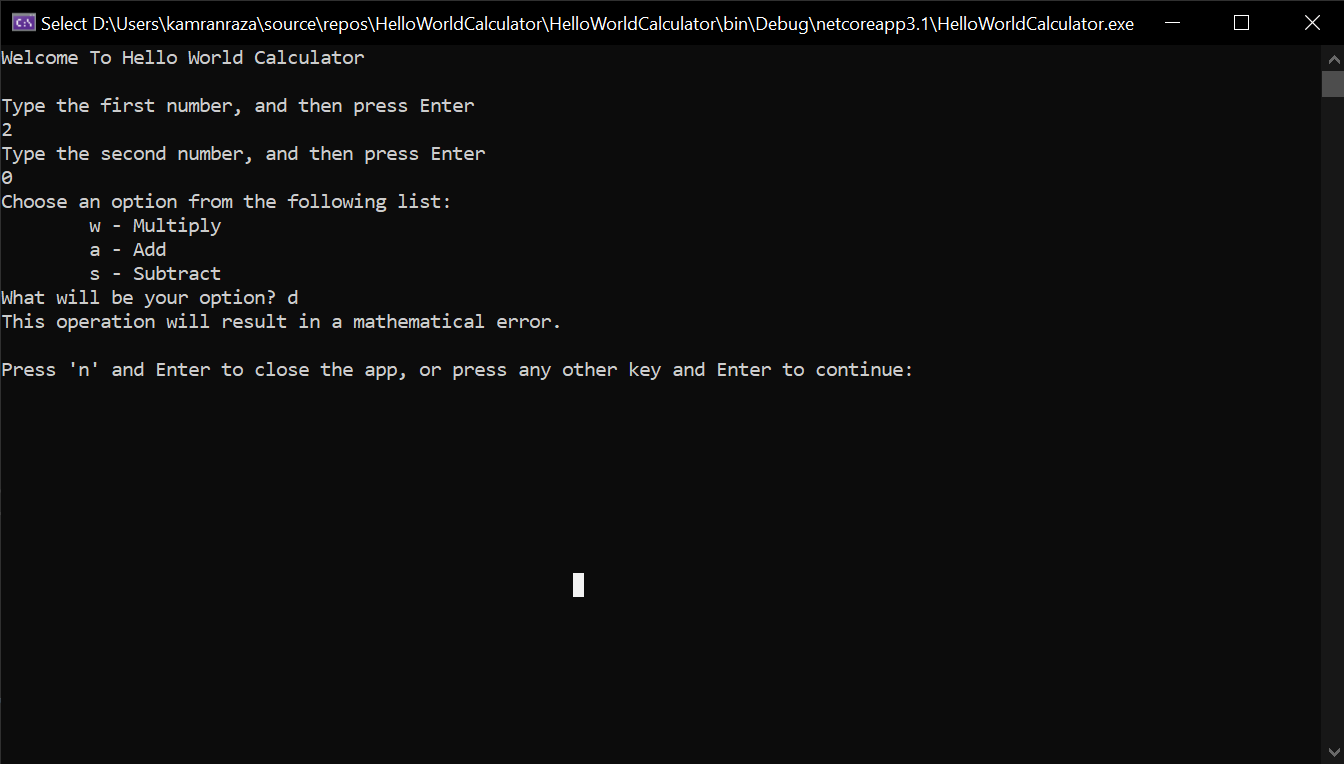 Select D:\Users\kamranraza\source\repos\HelloWorldCalculator\HelloWorldCalculator\bin\Debug\netcoreapp3.1\HelloWorldCalculator.exe
Welcome To Hello World Calculator
Type the first number, and then press Enter
2
Type the second number, and then press Enter
0
Choose an option from the following list:
w - Multiply
a - Add
s - Subtract
What will be your option? d
This operation will result in a mathematical error.
Press 'n' and Enter to close the app, or press any other key and Enter to continue: